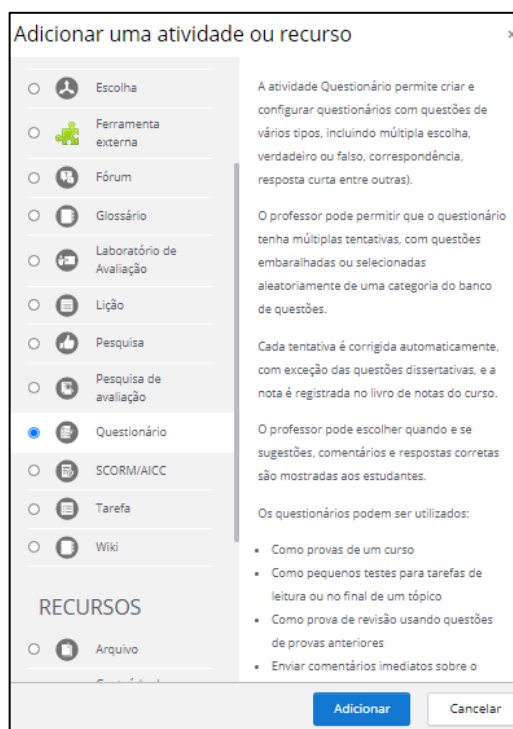 Adicionar uma atividade ou recurso ×
Escolha
Ferramenta
externa
Fórum
Glossário
Laboratório de
Avaliação
Lição
Pesquisa
Pesquisa de
avaliação
Questionário
SCORM/AICC
Tarefa
Wiki
RECURSOS
Arquivo
A atividade Questionário permite criar e
configurar questionários com questões de
vários tipos, incluindo múltipla escolha,
verdadeiro ou falso, correspondência,
resposta curta entre outras).
O professor pode permitir que o questionário
tenha múltiplas tentativas, com questões
embaralhadas ou selecionadas
aleatoriamente de uma categoria do banco
de questões.
Cada tentativa é corrigida automaticamente,
com exceção das questões dissertativas, e a
nota é registrada no livro de notas do curso.
O professor pode escolher quando e se
sugestões, comentários e respostas corretas
são mostradas aos estudantes.
Os questionários podem ser utilizados:
• Como provas de um curso
• Como pequenos testes para tarefas de
leitura ou no final de um tópico
• Como prova de revisão usando questões
de provas anteriores
• Enviar comentários imediatos sobre o
Adicionar
Cancelar